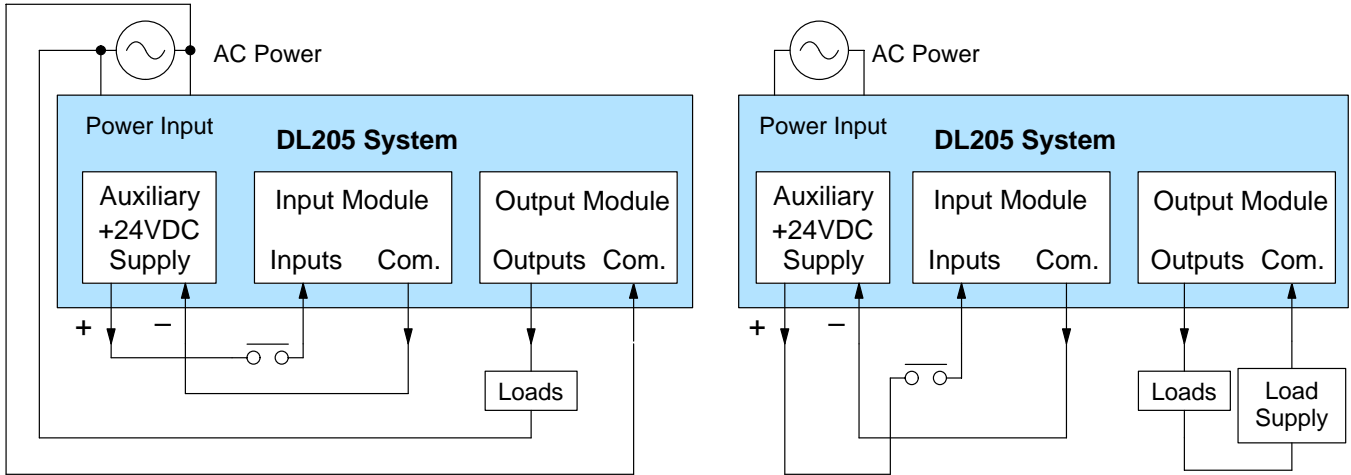 AC Power
Power Input
DL205 System
Auxiliary
+24VDC
Supply
Input Module
Inputs Com.
Output Module
Outputs Com.
+ −
Loads
AC Power
Power Input
DL205 System
Auxiliary
+24VDC
Supply
Input Module
Inputs Com.
Output Module
Outputs Com.
+ −
Loads
Load
Supply